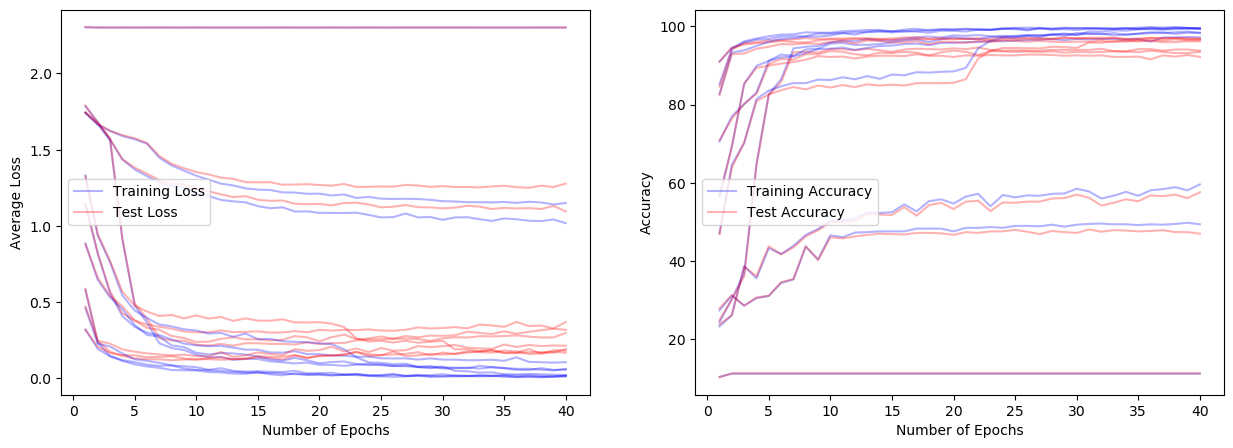 Average Loss
2.0
1.5
1.0
0.5
0.0
Training Loss
Test Loss
0 5 10 15 20 25 30 35 40
Number of Epochs
Accuracy
100
80
60
40
20
Training Accuracy
Test Accuracy
0 5 10 15 20 25 30 35 40
Number of Epochs